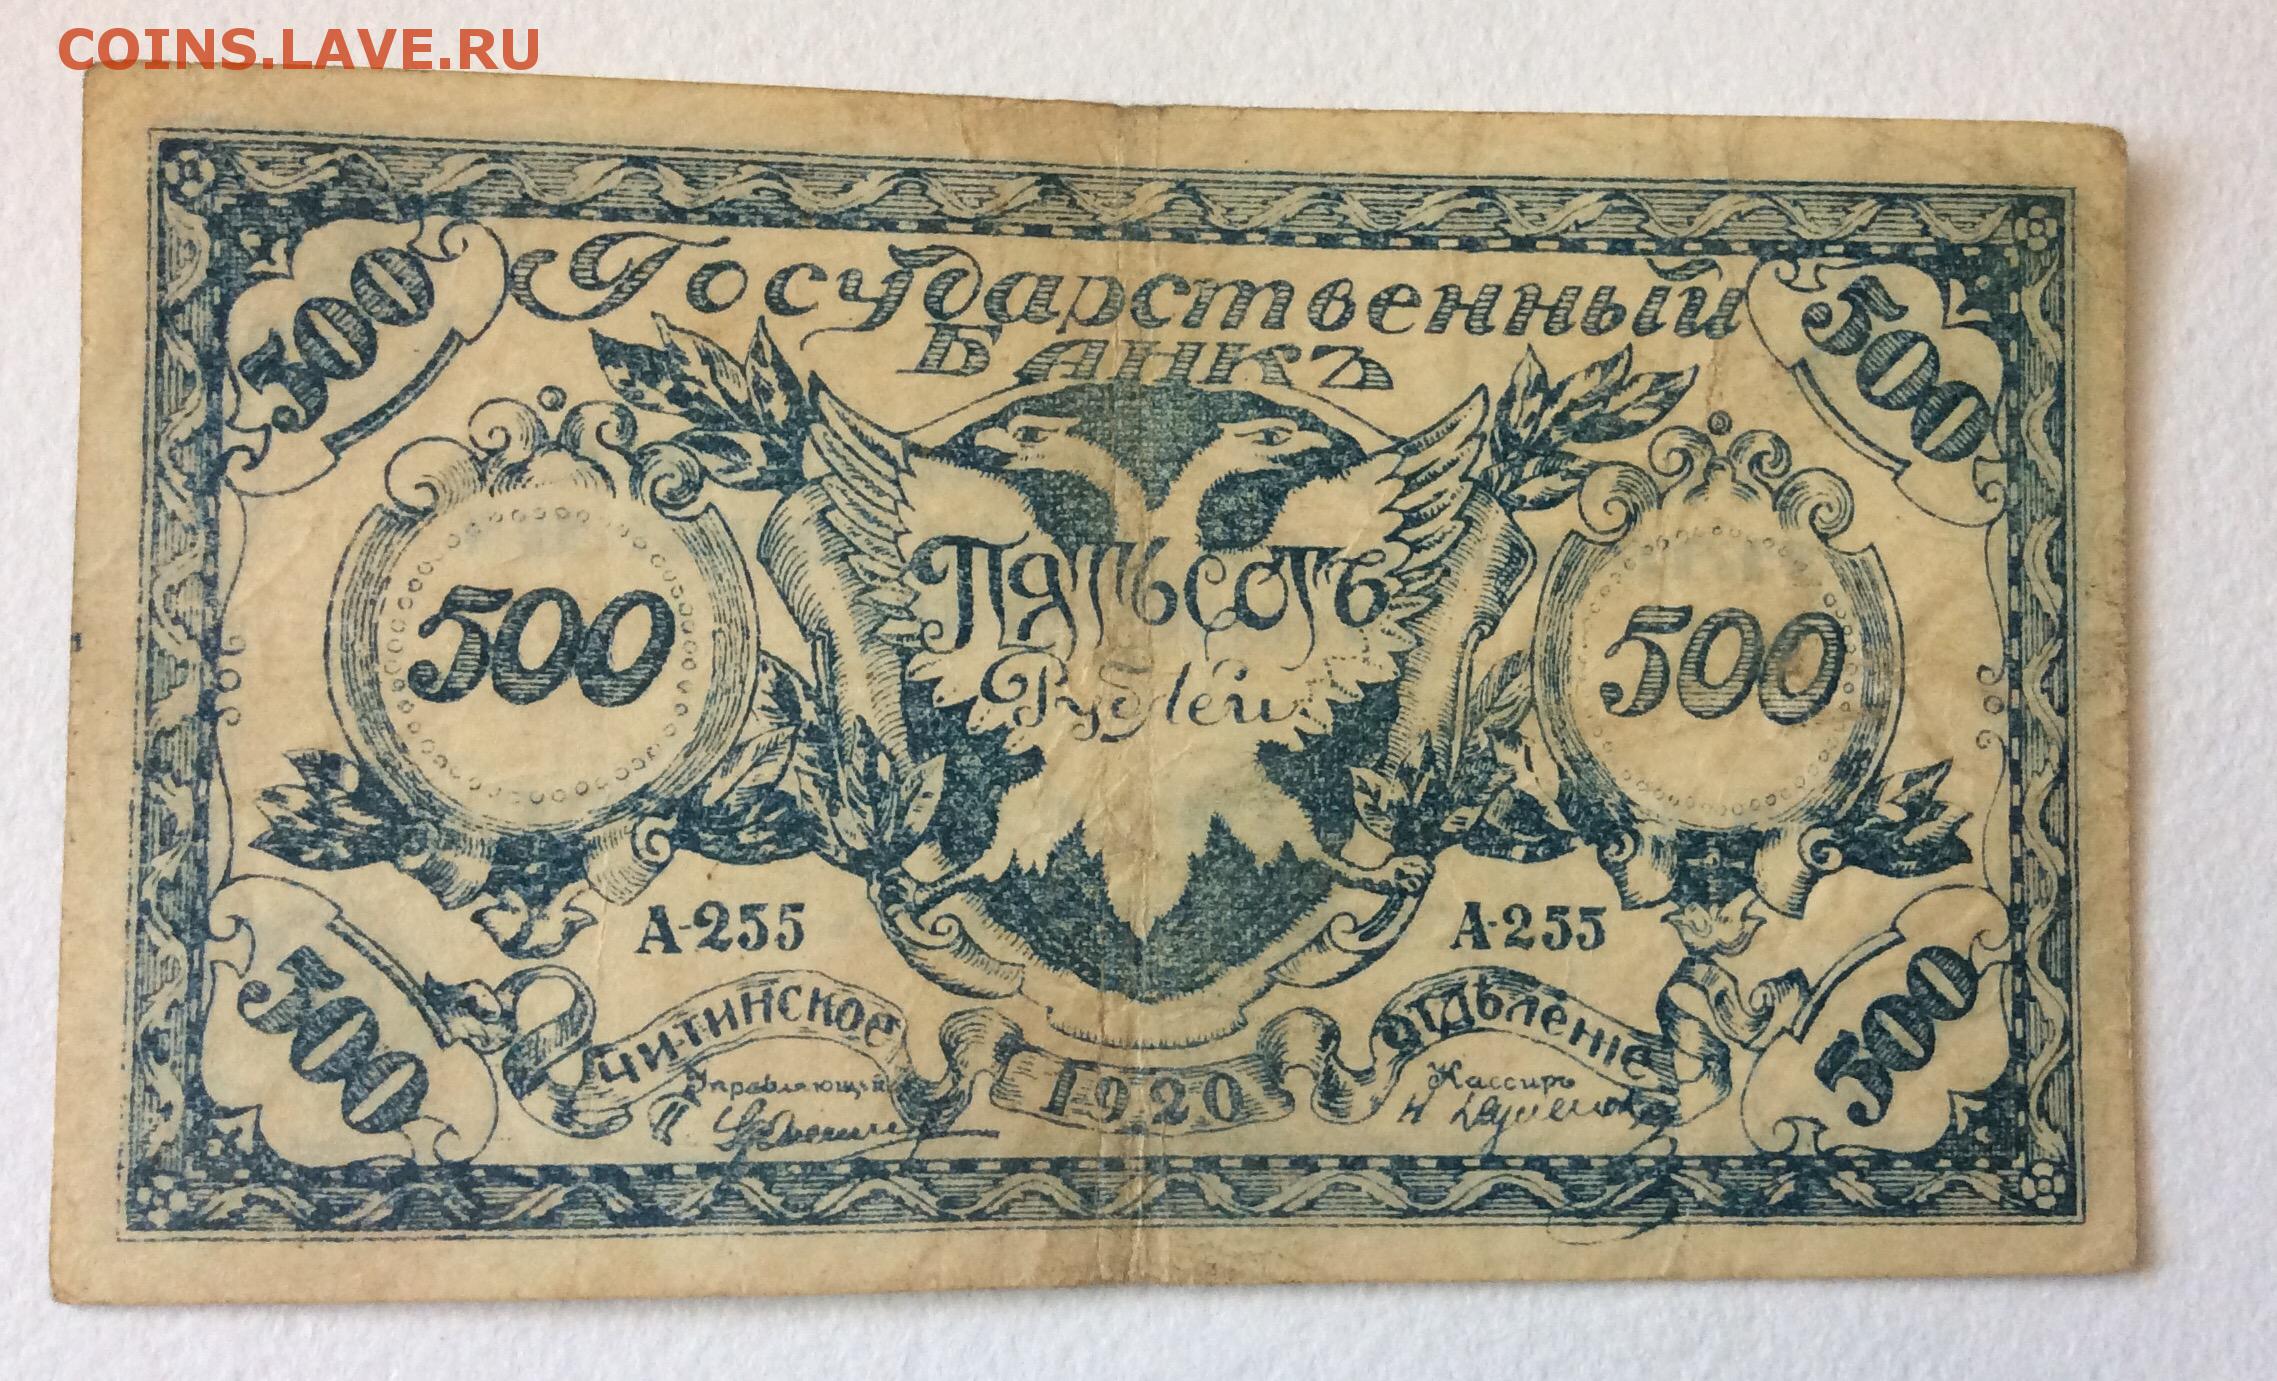 COINS.LAVE.RU
500 Государственный 500
Банкъ
500 Пятьсотъ 500
Рублей
А-255 А-255
500 Читинское 1920 Отдѣленіе 500
Управляющій Кассиръ